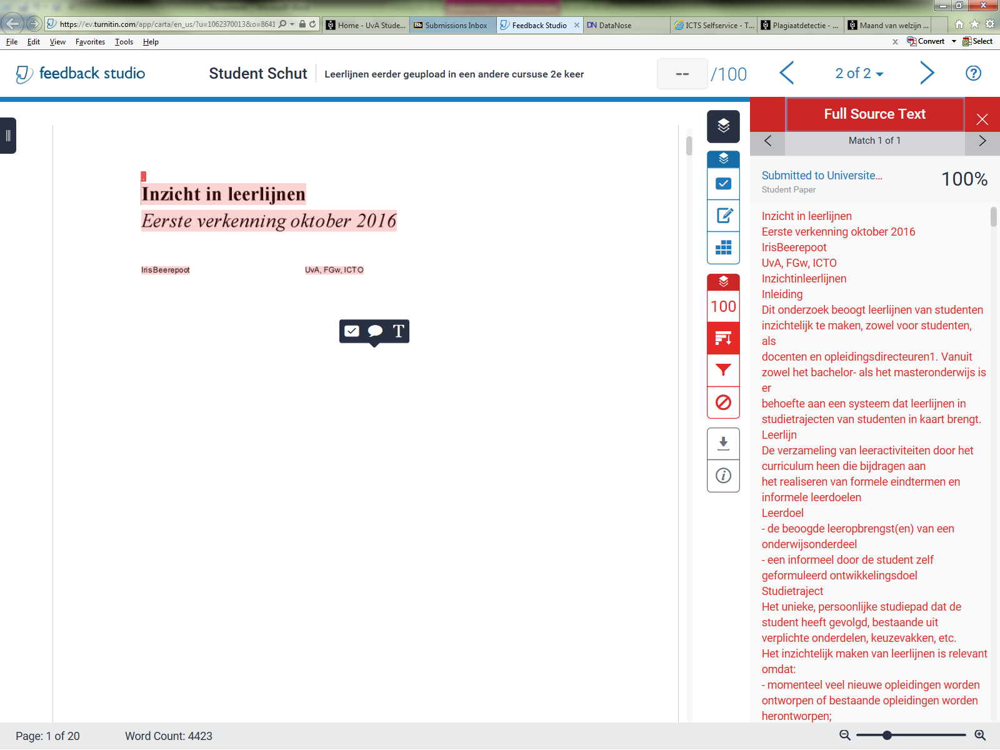 https://ev.turnitin.com/app/carta/en_us/?u=1062370013&o=8641
Home - UvA Stude...
Bb Submissions Inbox
Feedback Studio
DN DataNose
ICTS Selfservice - T...
Plagiaatdetectie - ...
Maand van welzijn ...
File Edit View Favorites Tools Help
x Convert Select
feedback studio
Student Schut
Leerlijnen eerder geupload in een andere cursuse 2e keer
-- /100
2 of 2
?
Full Source Text
Match 1 of 1
Submitted to Universite...
Student Paper
100%
Inzicht in leerlijnen
Eerste verkenning oktober 2016
IrisBeerepoot
UvA, FGw, ICTO
T
100
i
Inzicht in leerlijnen
Eerste verkenning oktober 2016
IrisBeerepoot
UvA, FGw, ICTO
Inzichtinleerlijnen
Inleiding
Dit onderzoek beoogt leerlijnen van studenten
inzichtelijk te maken, zowel voor studenten,
als
docenten en opleidingsdirecteuren1. Vanuit
zowel het bachelor- als het masteronderwijs is
er
behoefte aan een systeem dat leerlijnen in
studietrajecten van studenten in kaart brengt.
Leerlijn
De verzameling van leeractiviteiten door het
curriculum heen die bijdragen aan
het realiseren van formele eindtermen en
informele leerdoelen
Leerdoel
- de beoogde leeropbrengst(en) van een
onderwijsonderdeel
- een informeel door de student zelf
geformuleerd ontwikkelingsdoel
Studietraject
Het unieke, persoonlijke studiepad dat de
student heeft gevolgd, bestaande uit
verplichte onderdelen, keuzevakken, etc.
Het inzichtelijk maken van leerlijnen is relevant
omdat:
- momenteel veel nieuwe opleidingen worden
ontworpen of bestaande opleidingen worden
herontworpen;
Page: 1 of 20
Word Count: 4423